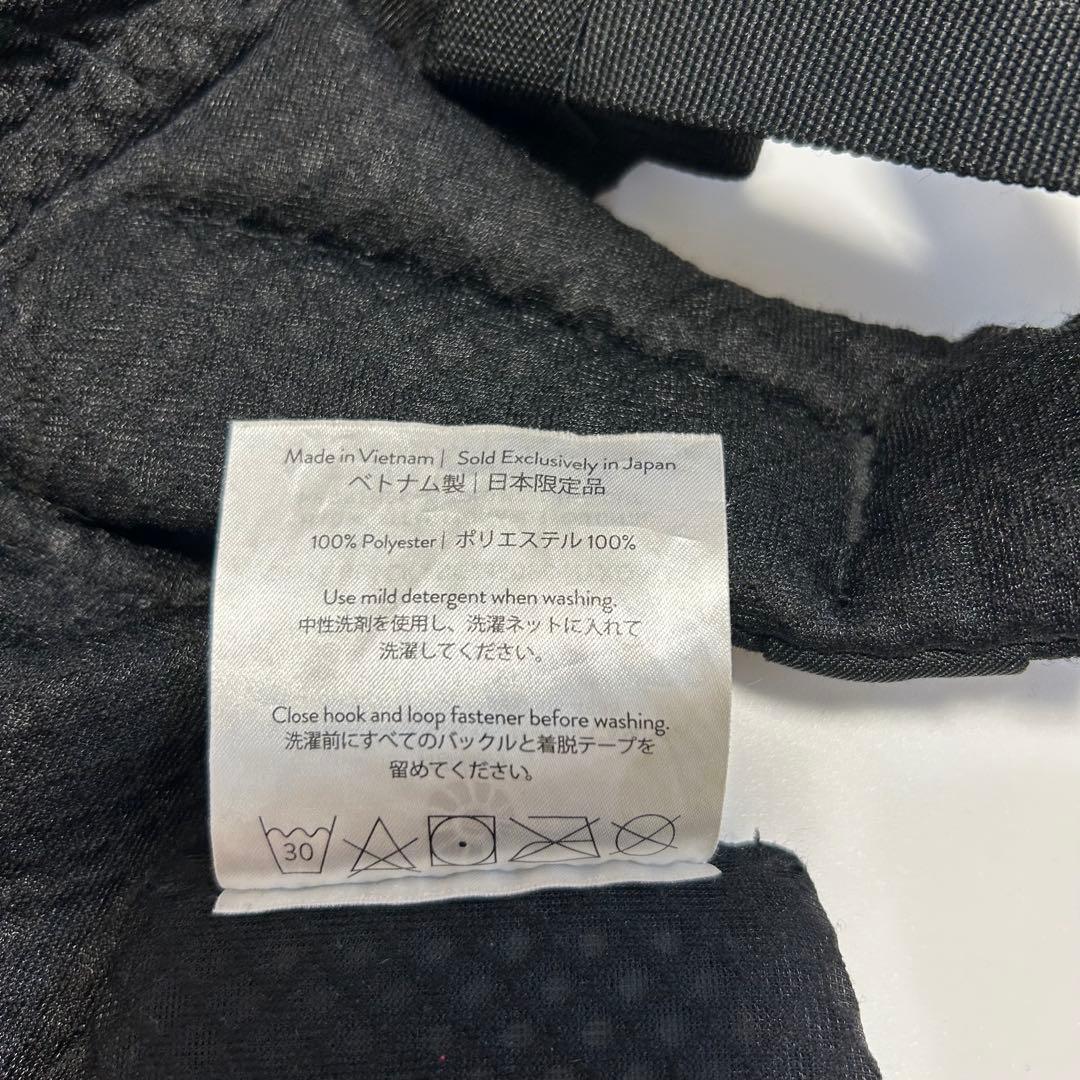 Made in Vietnam | Sold Exclusively in Japan
ベトナム製 | 日本限定品
100% Polyester | ポリエステル 100%
Use mild detergent when washing.
中性洗剤を使用し、洗濯ネットに入れて
洗濯してください。
Close hook and loop fastener before washing.
洗濯前にすべてのバックルと着脱テープを
留めてください。
30